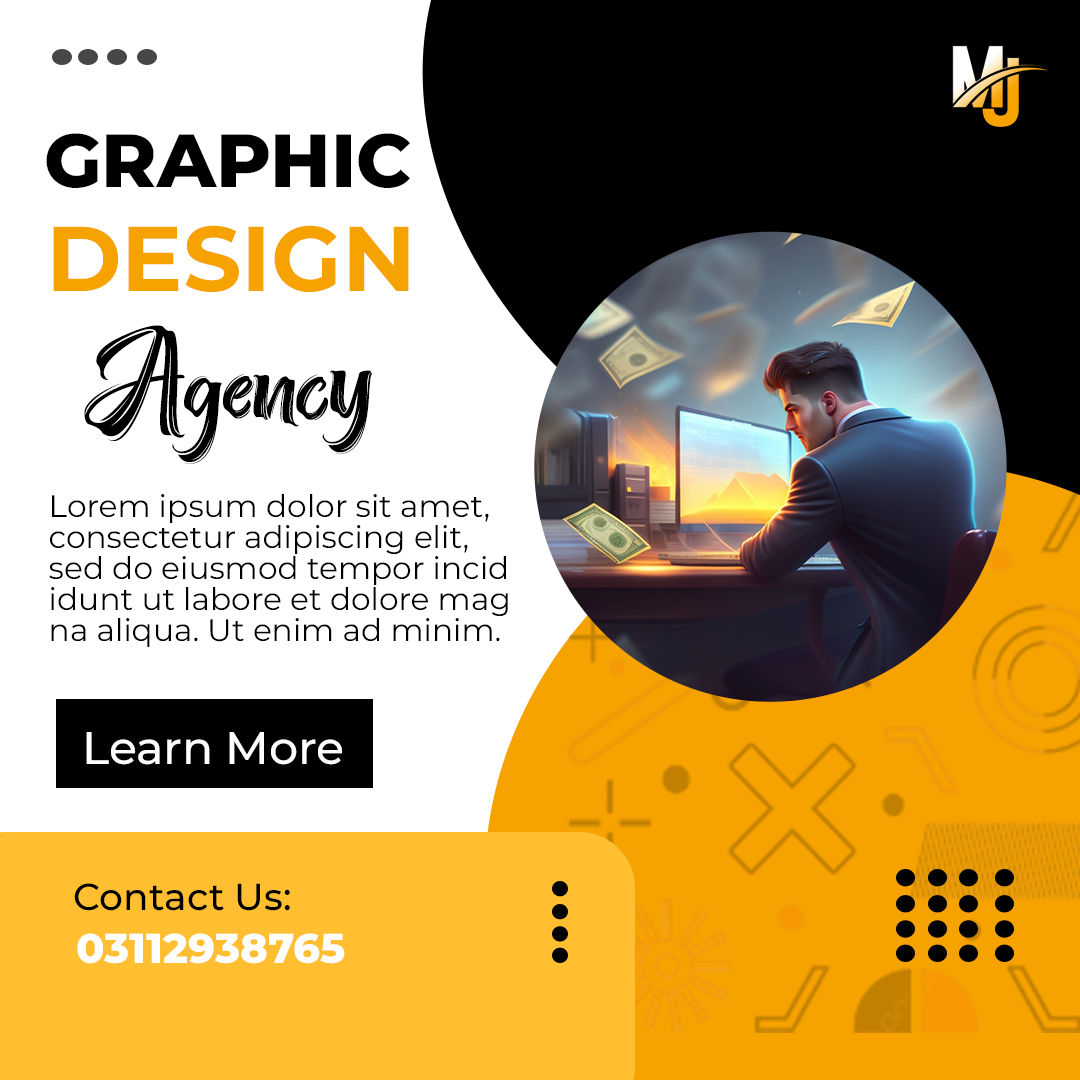 MJ
GRAPHIC
DESIGN
Agency
Lorem ipsum dolor sit amet,
consectetur adipiscing elit,
sed do eiusmod tempor incid
idunt ut labore et dolore mag
na aliqua. Ut enim ad minim.
Learn More
Contact Us:
03112938765